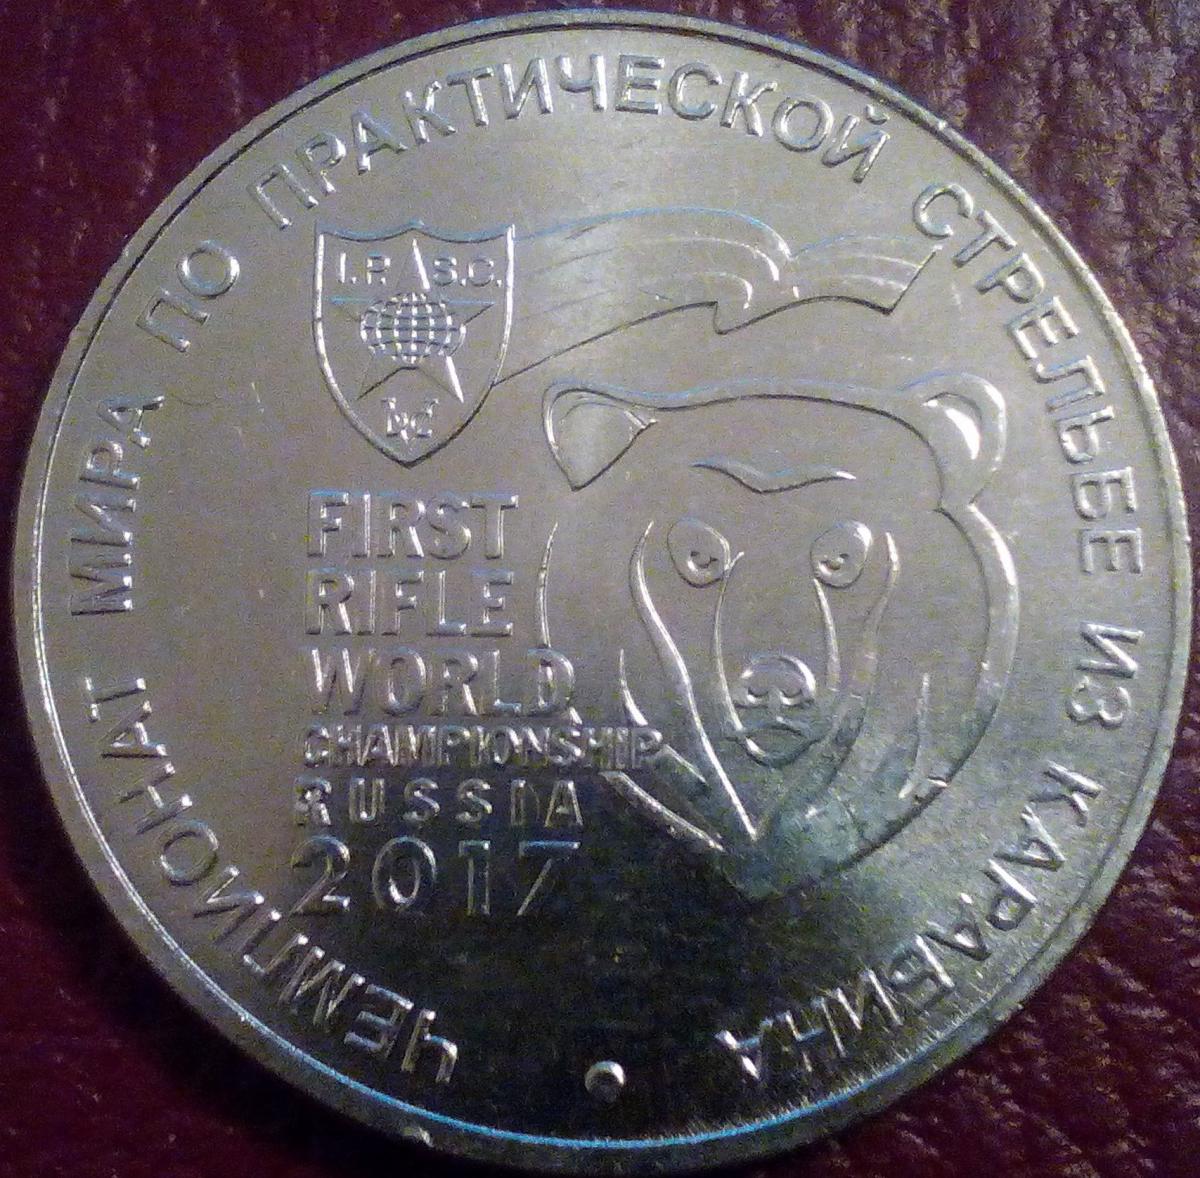 ЧЕМПИОНАТ МИРА ПО ПРАКТИЧЕСКОЙ СТРЕЛЬБЕ ИЗ КАРАБИНА
I.P.S.C.
DVC
FIRST
RIFLE
WORLD
CHAMPIONSHIP
RUSSIA
2017